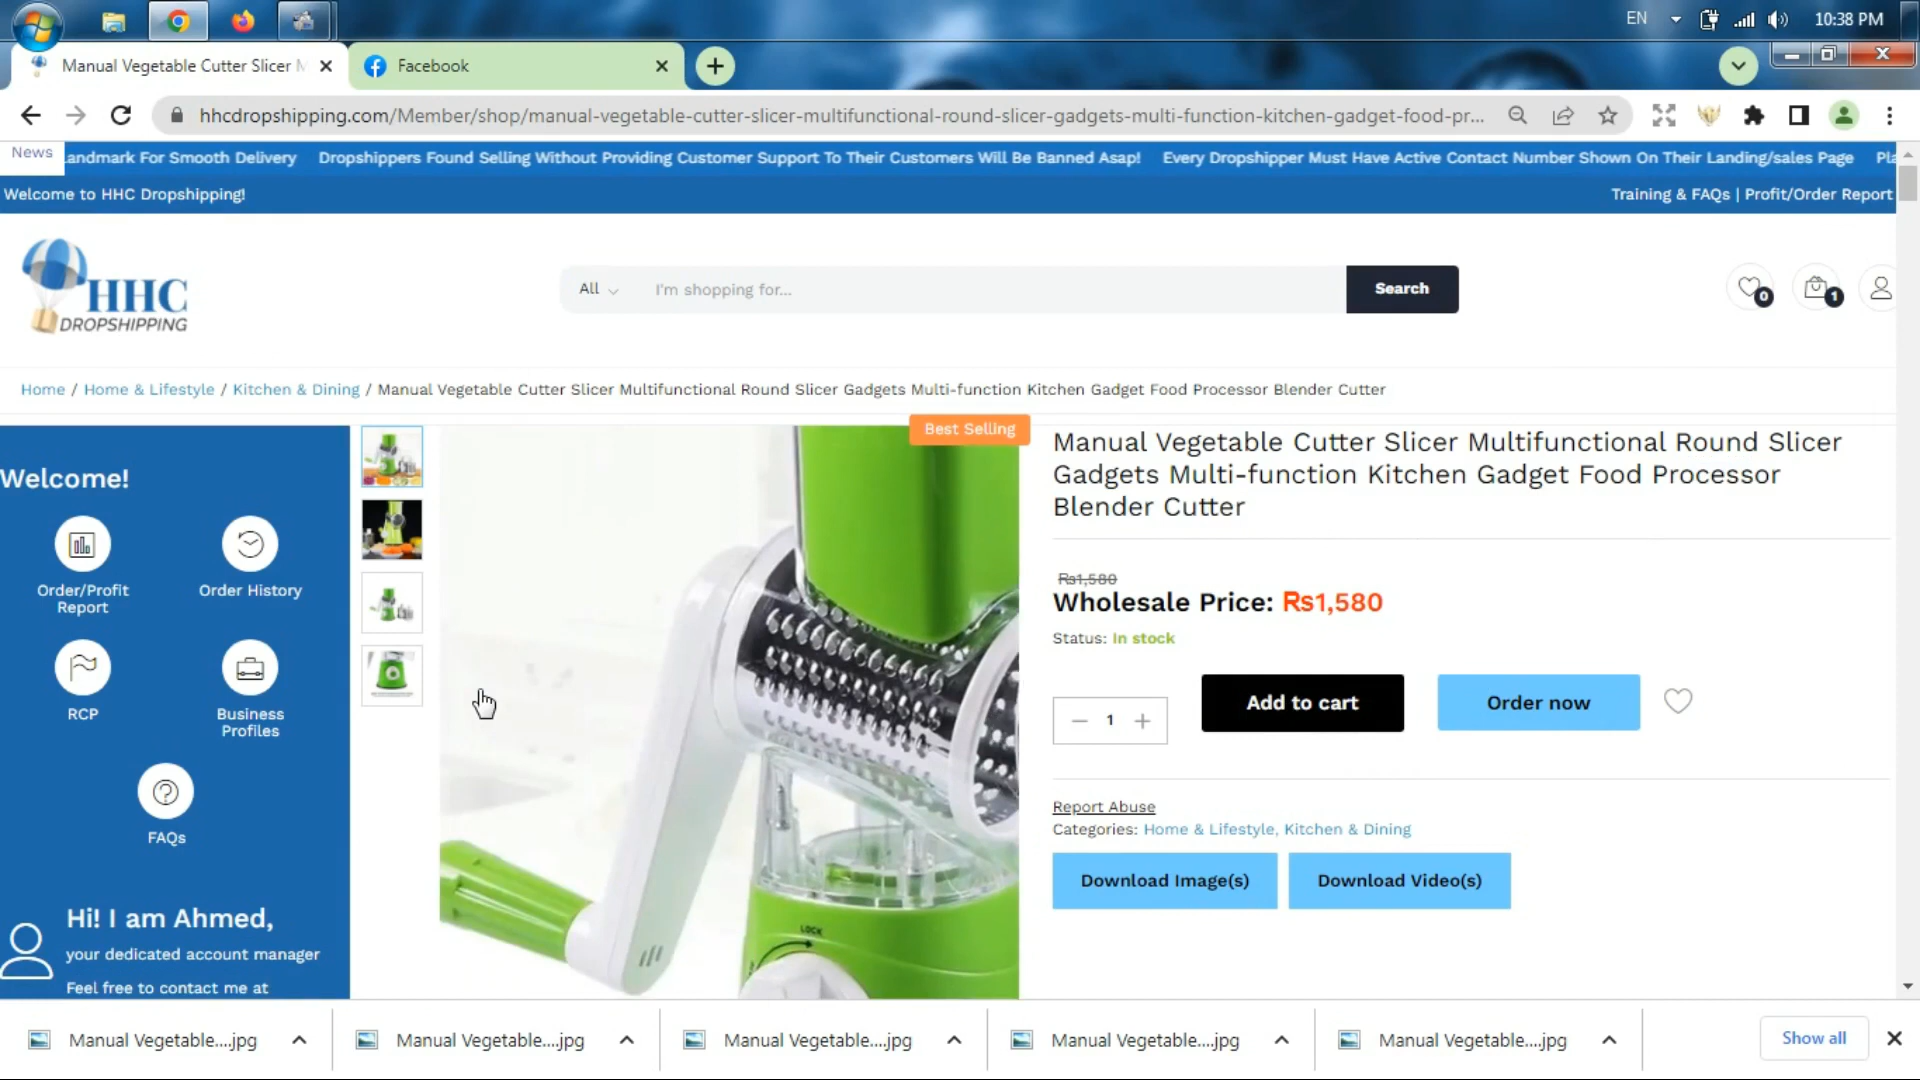 EN
10:38 PM
Manual Vegetable Cutter Slicer M
Facebook
hhcdropshipping.com/Member/shop/manual-vegetable-cutter-slicer-multifunctional-round-slicer-gadgets-multi-function-kitchen-gadget-food-pr...
News
andmark For Smooth Delivery Dropshippers Found Selling Without Providing Customer Support To Their Customers Will Be Banned Asap! Every Dropshipper Must Have Active Contact Number Shown On Their Landing/sales Page Pla
Welcome to HHC Dropshipping!
Training & FAQs | Profit/Order Report
HHC
DROPSHIPPING
All
I'm shopping for...
Search
0
1
Home / Home & Lifestyle / Kitchen & Dining / Manual Vegetable Cutter Slicer Multifunctional Round Slicer Gadgets Multi-function Kitchen Gadget Food Processor Blender Cutter
Welcome!
Order/Profit
Report
Order History
RCP
Business
Profiles
FAQs
Hi! I am Ahmed,
your dedicated account manager
Feel free to contact me at
Best Selling
LOCK
Manual Vegetable Cutter Slicer Multifunctional Round Slicer
Gadgets Multi-function Kitchen Gadget Food Processor
Blender Cutter
₨1,580
Wholesale Price: ₨1,580
Status: In stock
— 1 +
Add to cart
Order now
Report Abuse
Categories: Home & Lifestyle, Kitchen & Dining
Download Image(s)
Download Video(s)
Manual Vegetable....jpg
Manual Vegetable....jpg
Manual Vegetable....jpg
Manual Vegetable....jpg
Manual Vegetable....jpg
Show all